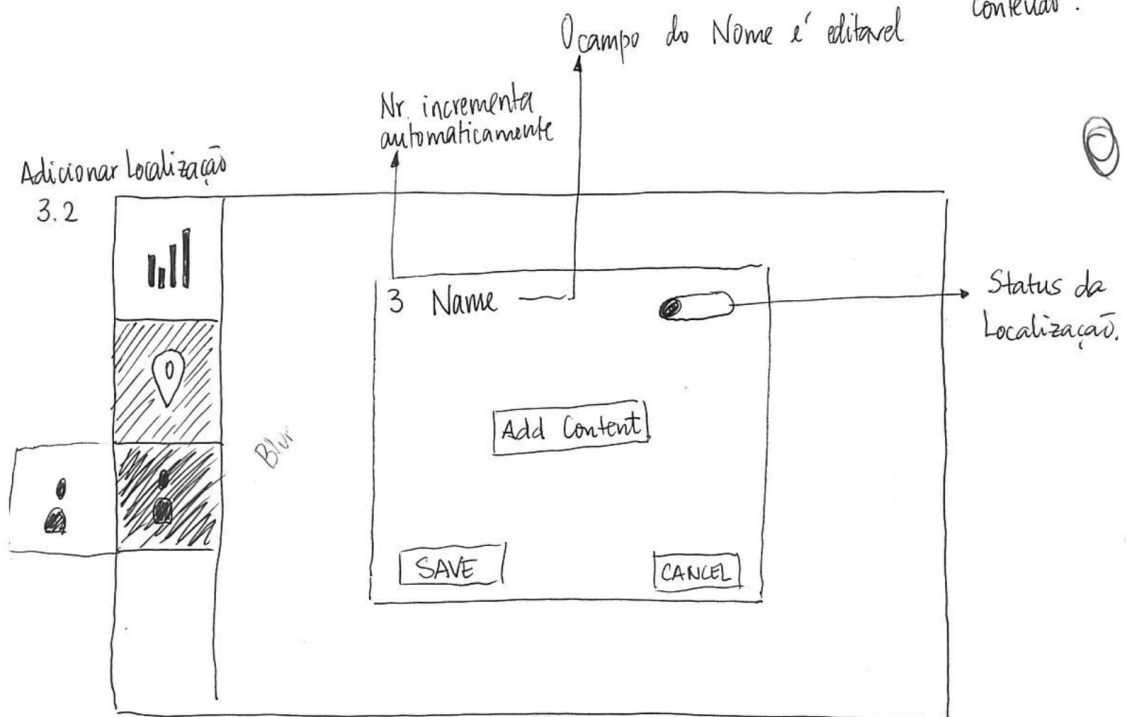 conteúdo.
O campo do Nome é editavel
Nr. incrementa
automaticamente
Adicionar Localização
3.2
3 Name
Status da
Localização.
Blur
Add Content
SAVE
CANCEL